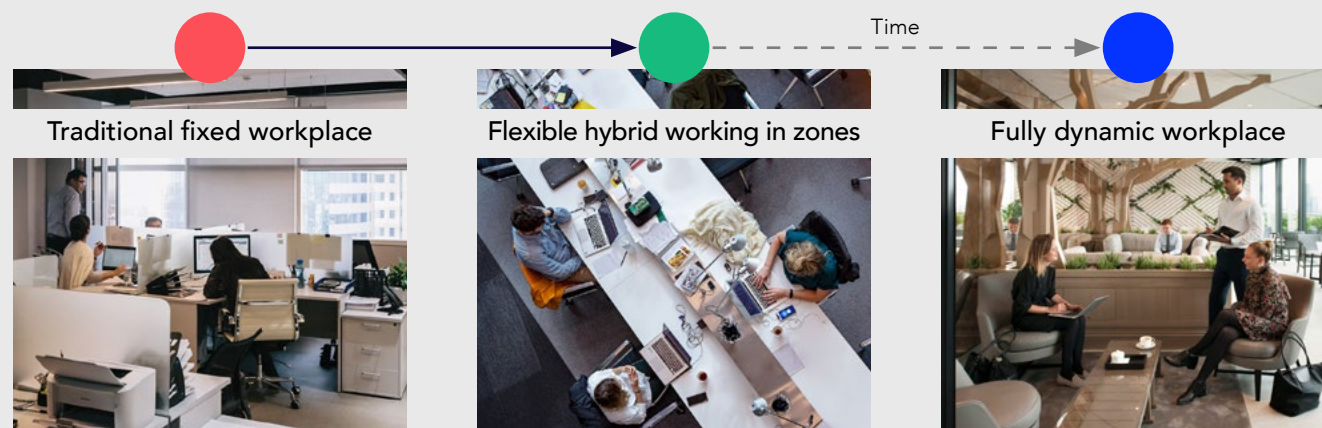 Time
Traditional fixed workplace
Flexible hybrid working in zones
Fully dynamic workplace